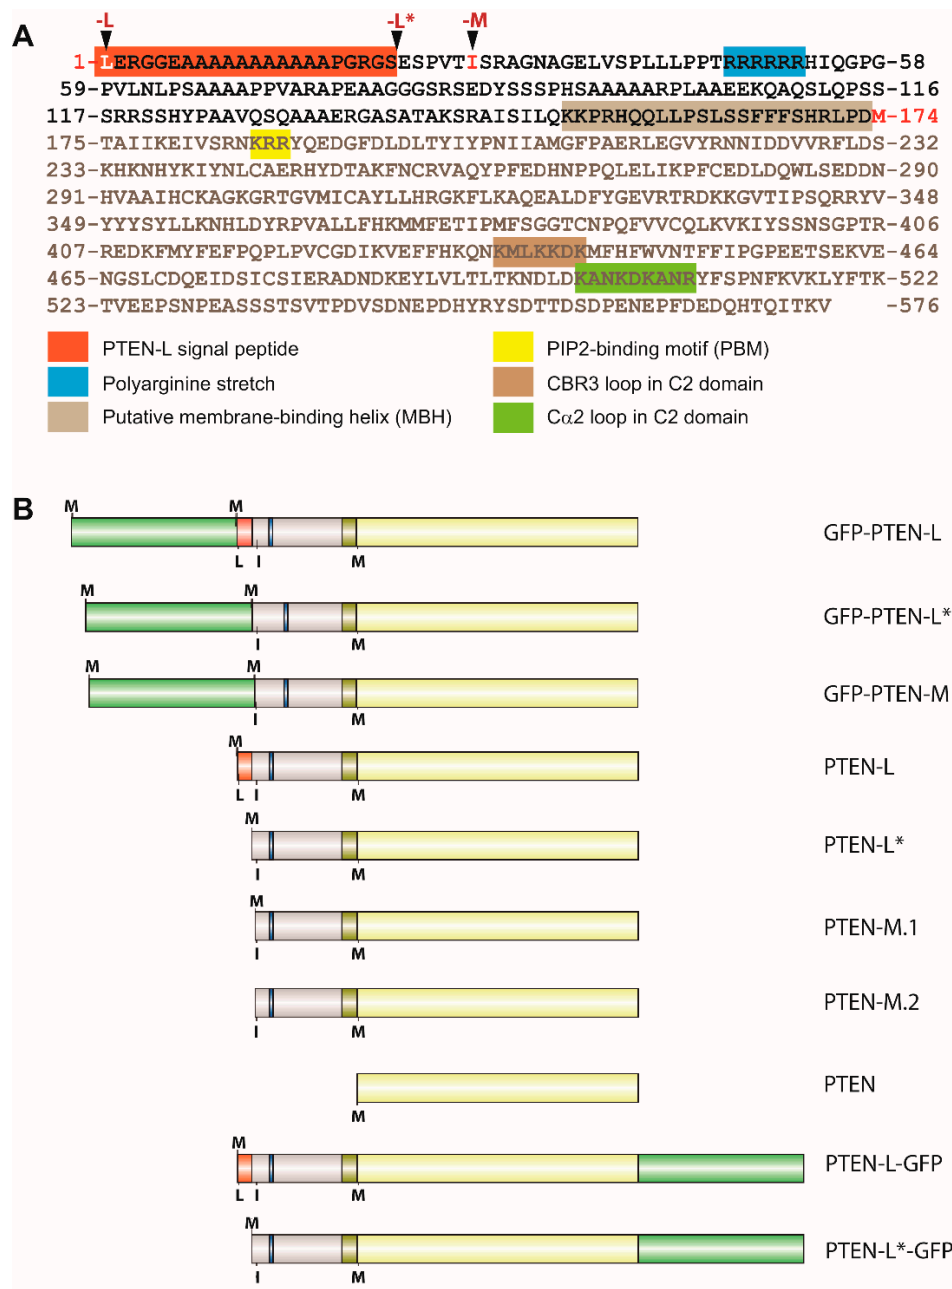 -L -L* -M
A
1-LERGGEAAAAAAAAAAAAPGRGSESPVTISRAGNAGELVSPLLLPPTRRRRRRHIQGPG-58
59-PVLNLPSAAAAPPVARAPEAAGGGSRSEDYSSSPHSAAAAARPLAAEEKQAQSLQPSS-116
117-SRRSSHYPAAVQSQAAAERGASATAKSRAISILQKKPRHQQLLPSLSSFFFSHRLPDM-174
175-TAIIKEIVSRNKRRYQEDGFDLDLTYIYPNIIAMGFPAERLEGVYRNNIDDVVRFLDS-232
233-KHKNHYKIYNLCAERHYDTAKFNCRVAQYPFEDHNPPQLELIKPFCEDLDQWLSEDDN-290
291-HVAAIHCKAGKGRTGVMICAYLLHRGKFLKAQEALDFYGEVRTRDKKGVTIPSQRRYV-348
349-YYYSYLLKNHLDYRPVALLFHKMMFETIPMFSGGTCNPQFVVCQLKVKIYSSNSGPTR-406
407-REDKFMYFEFPQPLPVCGDIKVEFFHKQNKMLKKDKMFHFWVNTFFIPGPEETSEKVE-464
465-NGSLCDQEIDSICSIERADNDKEYLVLTLTKNDLDKANKDKANRYFSPNFKVKLYFTK-522
523-TVEEPSNPEASSSTSVTPDVSDNEPDHYRYSDTTDSDPENEPFDEDQHTQITKV -576
PTEN-L signal peptide PIP2-binding motif (PBM)
Polyarginine stretch CBR3 loop in C2 domain
Putative membrane-binding helix (MBH) Cα2 loop in C2 domain
B
M M
GFP-PTEN-L
L I M
M M
GFP-PTEN-L*
I M
M M
GFP-PTEN-M
I M
M
PTEN-L
L I M
M
PTEN-L*
I M
M
PTEN-M.1
I M
PTEN-M.2
I M
PTEN
M
M
PTEN-L-GFP
L I M
M
PTEN-L*-GFP
I M